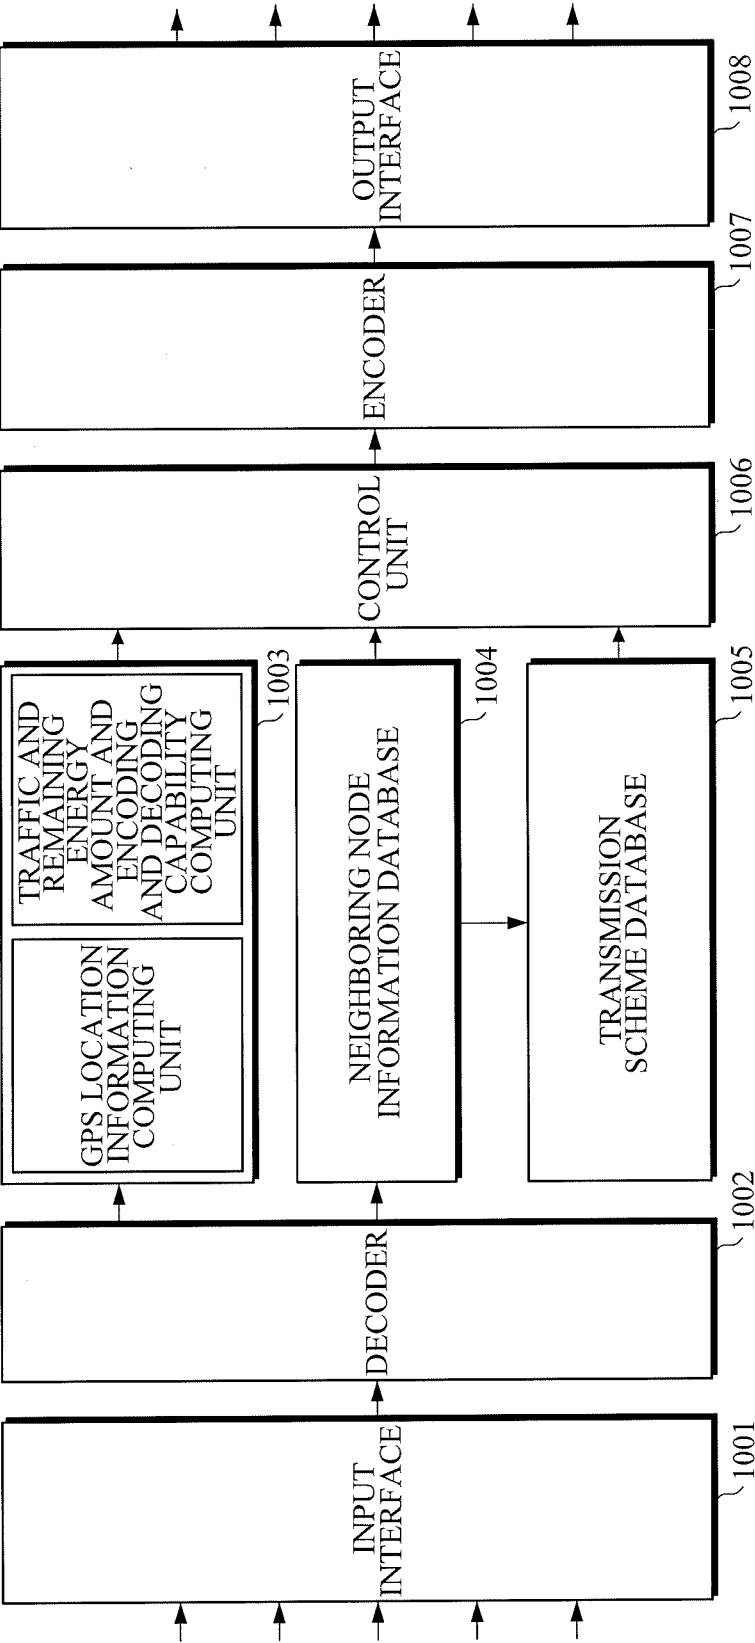 INPUT
INTERFACE
1001
DECODER
1002
GPS LOCATION
INFORMATION
COMPUTING
UNIT
TRAFFIC AND
REMAINING
ENERGY
AMOUNT AND
ENCODING
AND DECODING
CAPABILITY
COMPUTING
UNIT
1003
NEIGHBORING NODE
INFORMATION DATABASE
1004
TRANSMISSION
SCHEME DATABASE
1005
CONTROL
UNIT
1006
ENCODER
1007
OUTPUT
INTERFACE
1008